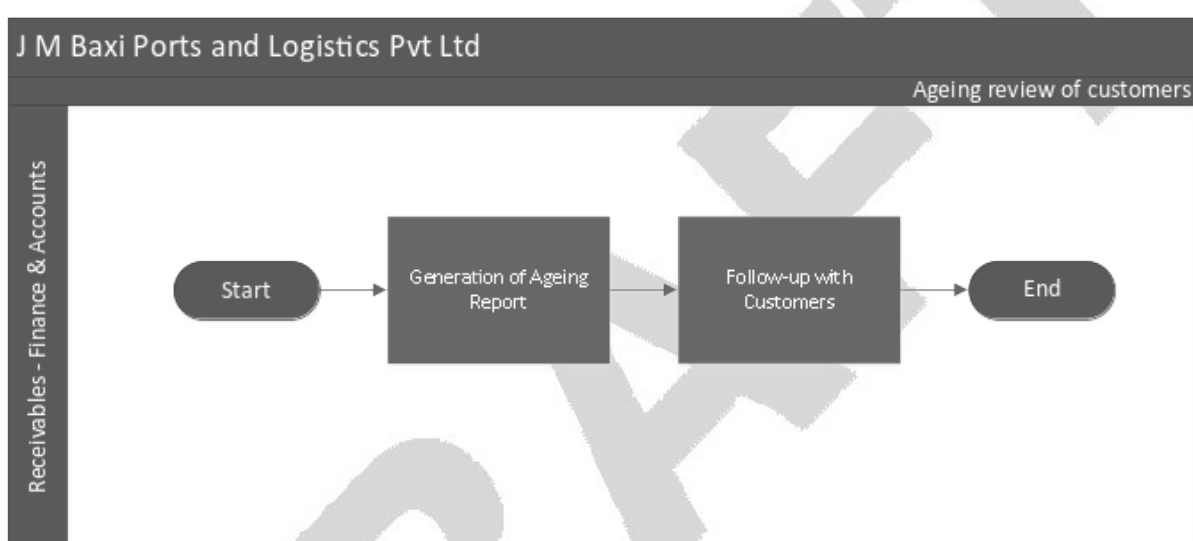 J M Baxi Ports and Logistics Pvt Ltd
Ageing review of customers
Receivables - Finance & Accounts
Start
Generation of Ageing
Report
Follow-up with
Customers
End